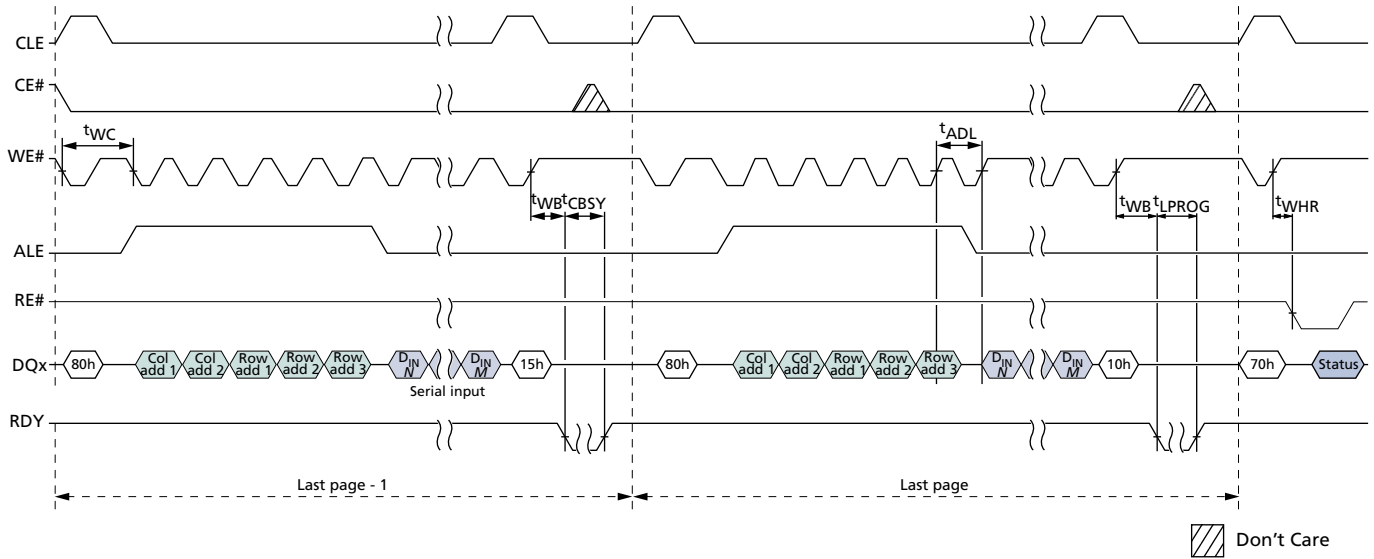 CLE
CE#
tWC
tADL
WE#
tWB tCBSY
tWB tLPROG
tWHR
ALE
RE#
DQx
80h
Col add 1
Col add 2
Row add 1
Row add 2
Row add 3
DIN N
DIN M
15h
80h
Col add 1
Col add 2
Row add 1
Row add 2
Row add 3
DIN N
DIN M
10h
70h
Status
Serial input
RDY
Last page - 1
Last page
Don't Care